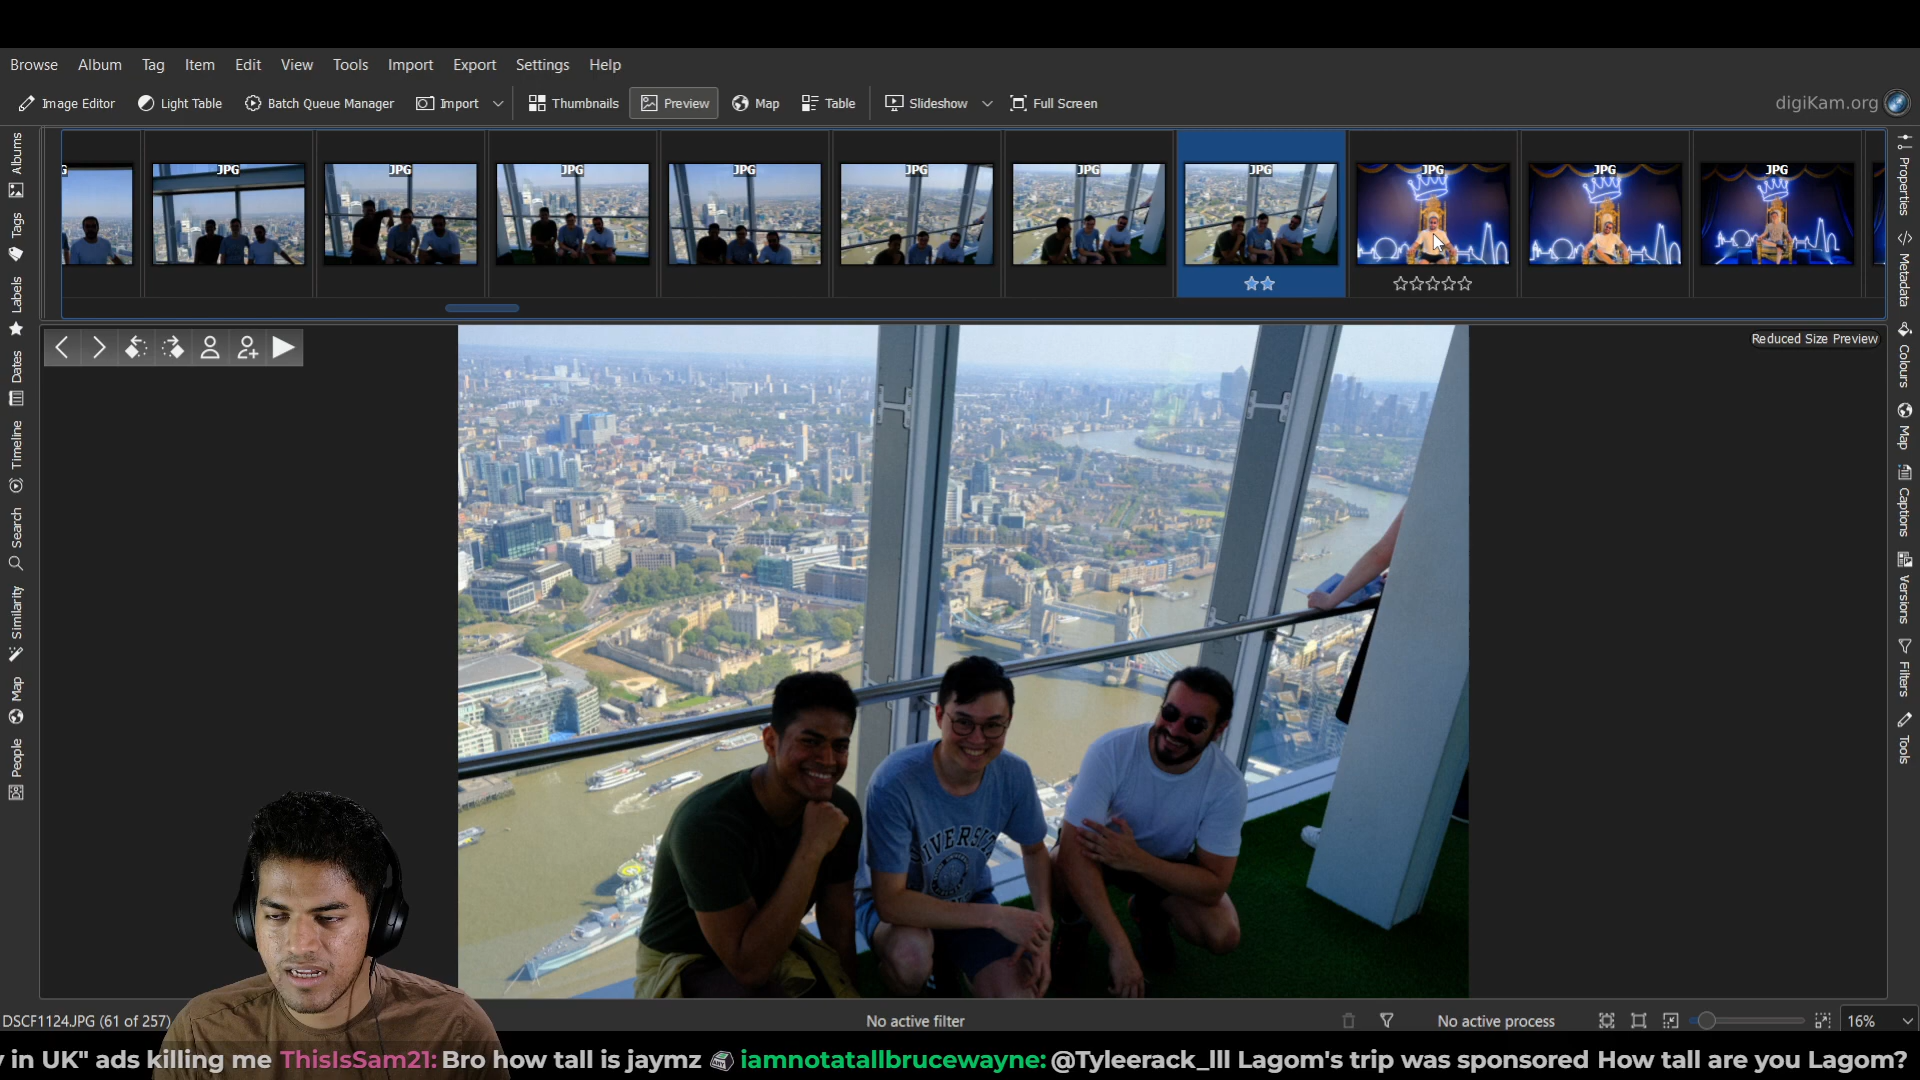 Browse Album Tag Item Edit View Tools Import Export Settings Help
Image Editor Light Table Batch Queue Manager Import Thumbnails Preview Map Table Slideshow Full Screen digiKam.org
Albums
Tags
Labels
Dates
Timeline
Search
Similarity
Map
People
JPG JPG JPG JPG JPG JPG JPG JPG JPG JPG
Reduced Size Preview
IVERSIT
Properties
Metadata
Colours
Map
Captions
Versions
Filters
Tools
DSCF1124.JPG (61 of 257) No active filter No active process 16%
y in UK" ads killing me ThisIsSam21: Bro how tall is jaymz iamnotatallbrucewayne: @Tyleerack_lll Lagom's trip was sponsored How tall are you Lagom?